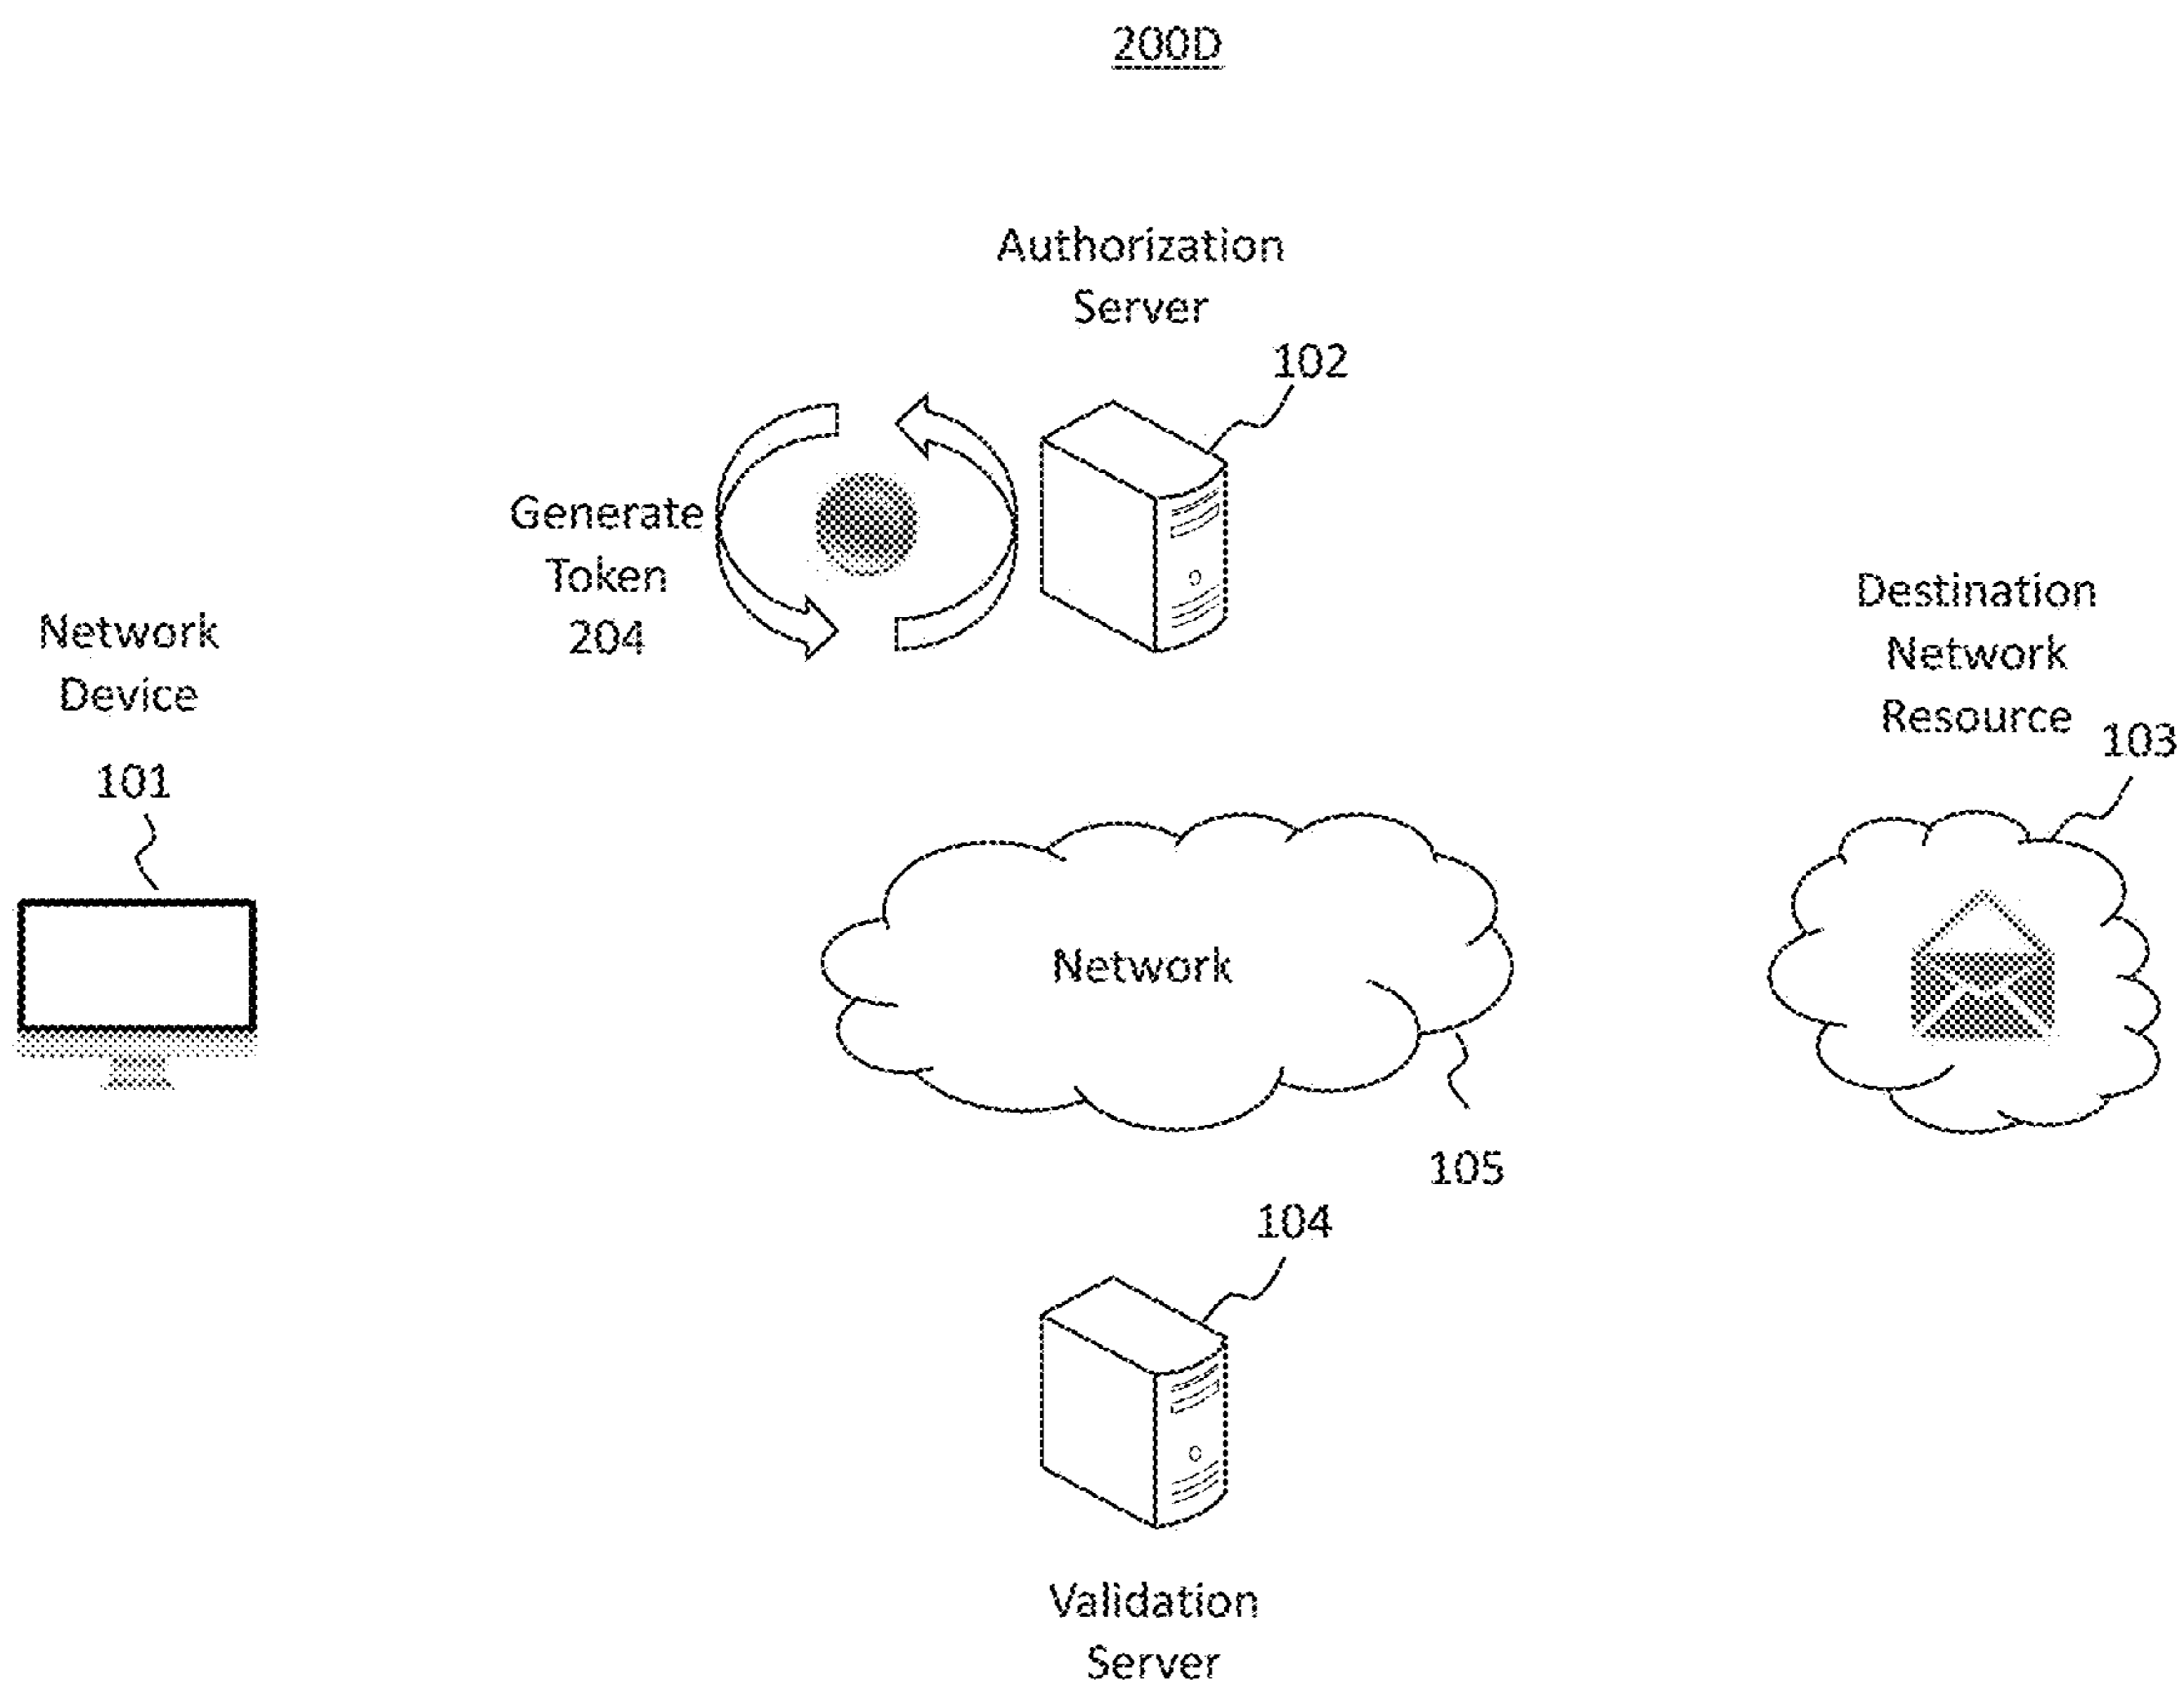 200D
Authorization
Server
102
Generate
Token
204
Network
Device
101
Destination
Network
Resource
103
Network
105
104
Validation
Server